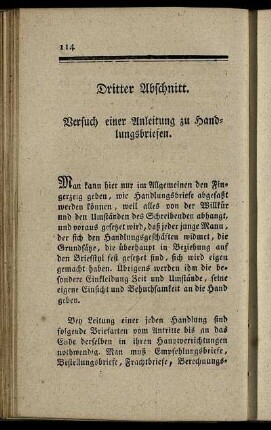 114
Dritter Abschnitt.
Versuch einer Anleitung zu Hand-
lungsbriefen.
Man kann hier nur im Allgemeinen den Fin-
gerzeig geben, wie Handlungsbriefe abgefaßt
werden können, weil alles von der Willkür
und den Umständen des Schreibenden abhangt,
und voraus gesetzt wird, daß jeder junge Mann,
der sich den Handlungsgeschäften widmet, die
Grundsätze, die überhaupt in Beziehung auf
den Briefstyl fest gesetzt sind, sich wird eigen
gemacht haben. Übrigens werden ihm die be-
sondere Einkleidung Zeit und Umstände, seine
eigene Einsicht und Behuthsamkeit an die Hand
geben.
Bey Leitung einer jeden Handlung sind
folgende Briefarten vom Antritte bis an das
Ende derselben in ihren Hauptverrichtungen
nothwendig. Man muß Empfehlungsbriefe,
Bestellungsbriefe, Frachtbriefe, Berechnungs-